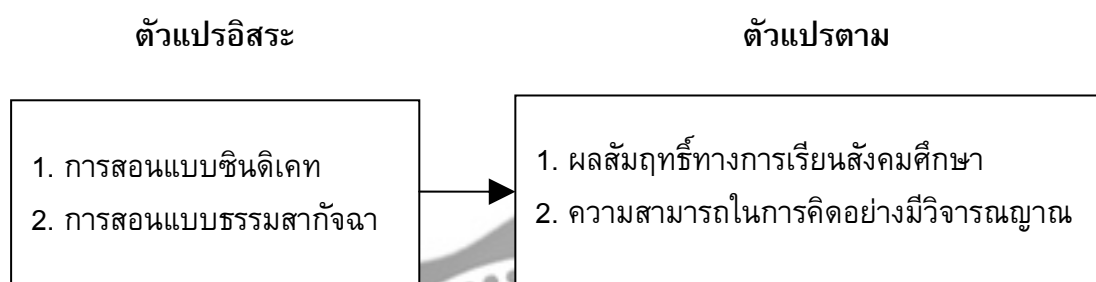 ตัวแปรอิสระ
ตัวแปรตาม
1. การสอนแบบซินดิเคท
2. การสอนแบบธรรมสากัจฉา
1. ผลสัมฤทธิ์ทางการเรียนสังคมศึกษา
2. ความสามารถในการคิดอย่างมีวิจารณญาณ